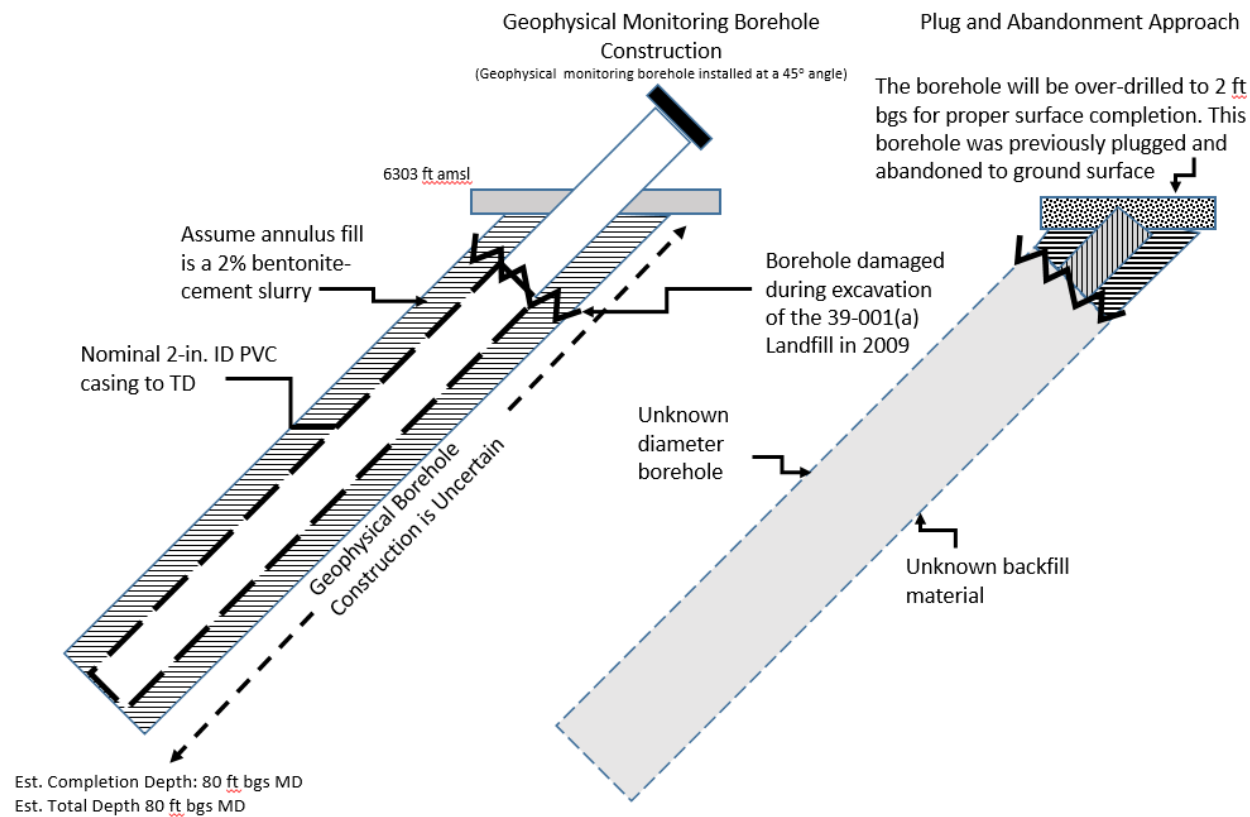 Geophysical Monitoring Borehole
Construction
(Geophysical monitoring borehole installed at a 45° angle)
6303 ft amsl
Assume annulus fill
is a 2% bentonite-
cement slurry
Nominal 2-in. ID PVC
casing to TD
Borehole damaged
during excavation
of the 39-001(a)
Landfill in 2009
Geophysical Borehole
Construction is Uncertain
Est. Completion Depth: 80 ft bgs MD
Est. Total Depth 80 ft bgs MD
Plug and Abandonment Approach
The borehole will be over-drilled to 2 ft
bgs for proper surface completion. This
borehole was previously plugged and
abandoned to ground surface
Unknown
diameter
borehole
Unknown backfill
material